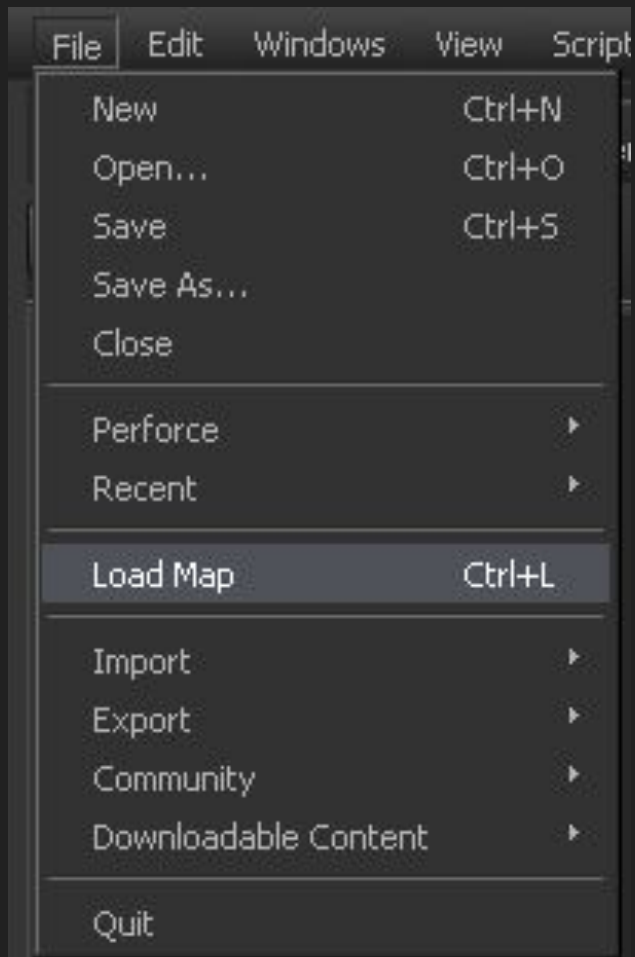 File Edit Windows View Script
New Ctrl+N
Open... Ctrl+O
Save Ctrl+S
Save As...
Close
Perforce
Recent
Load Map Ctrl+L
Import
Export
Community
Downloadable Content
Quit